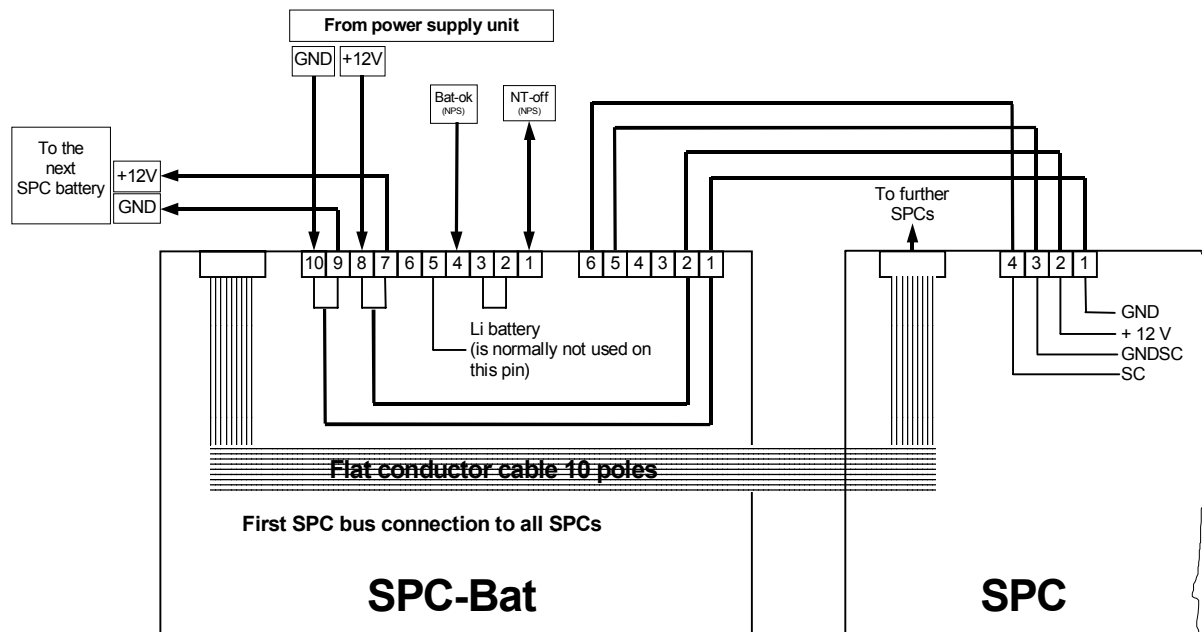 From power supply unit
GND
+12V
Bat-ok
(NPS)
NT-off
(NPS)
To the
next
SPC battery
+12V
GND
To further
SPCs
10 9 8 7 6 5 4 3 2 1
6 5 4 3 2 1
4 3 2 1
Li battery
(is normally not used on
this pin)
GND
+ 12 V
GNDSC
SC
Flat conductor cable 10 poles
First SPC bus connection to all SPCs
SPC-Bat
SPC